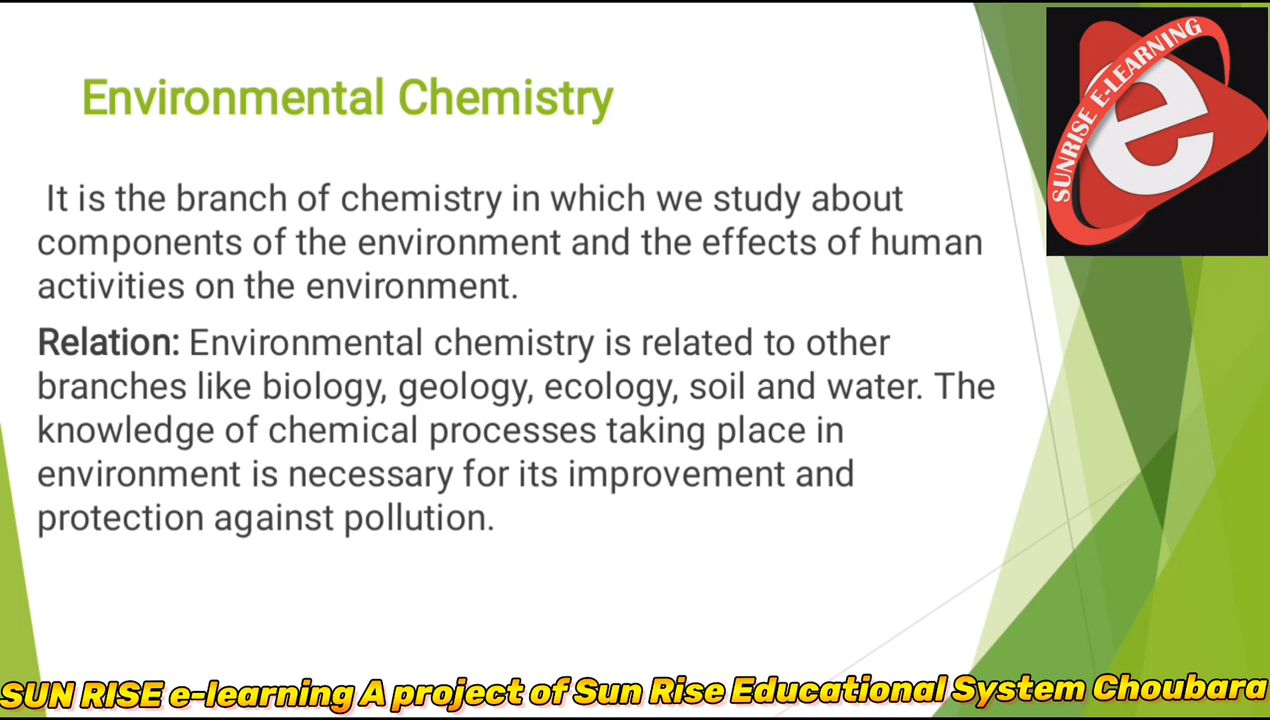 Environmental Chemistry
SUNRISE E-LEARNING
e
It is the branch of chemistry in which we study about
components of the environment and the effects of human
activities on the environment.
Relation: Environmental chemistry is related to other
branches like biology, geology, ecology, soil and water. The
knowledge of chemical processes taking place in
environment is necessary for its improvement and
protection against pollution.
SUN RISE e-learning A project of Sun Rise Educational System Choubara